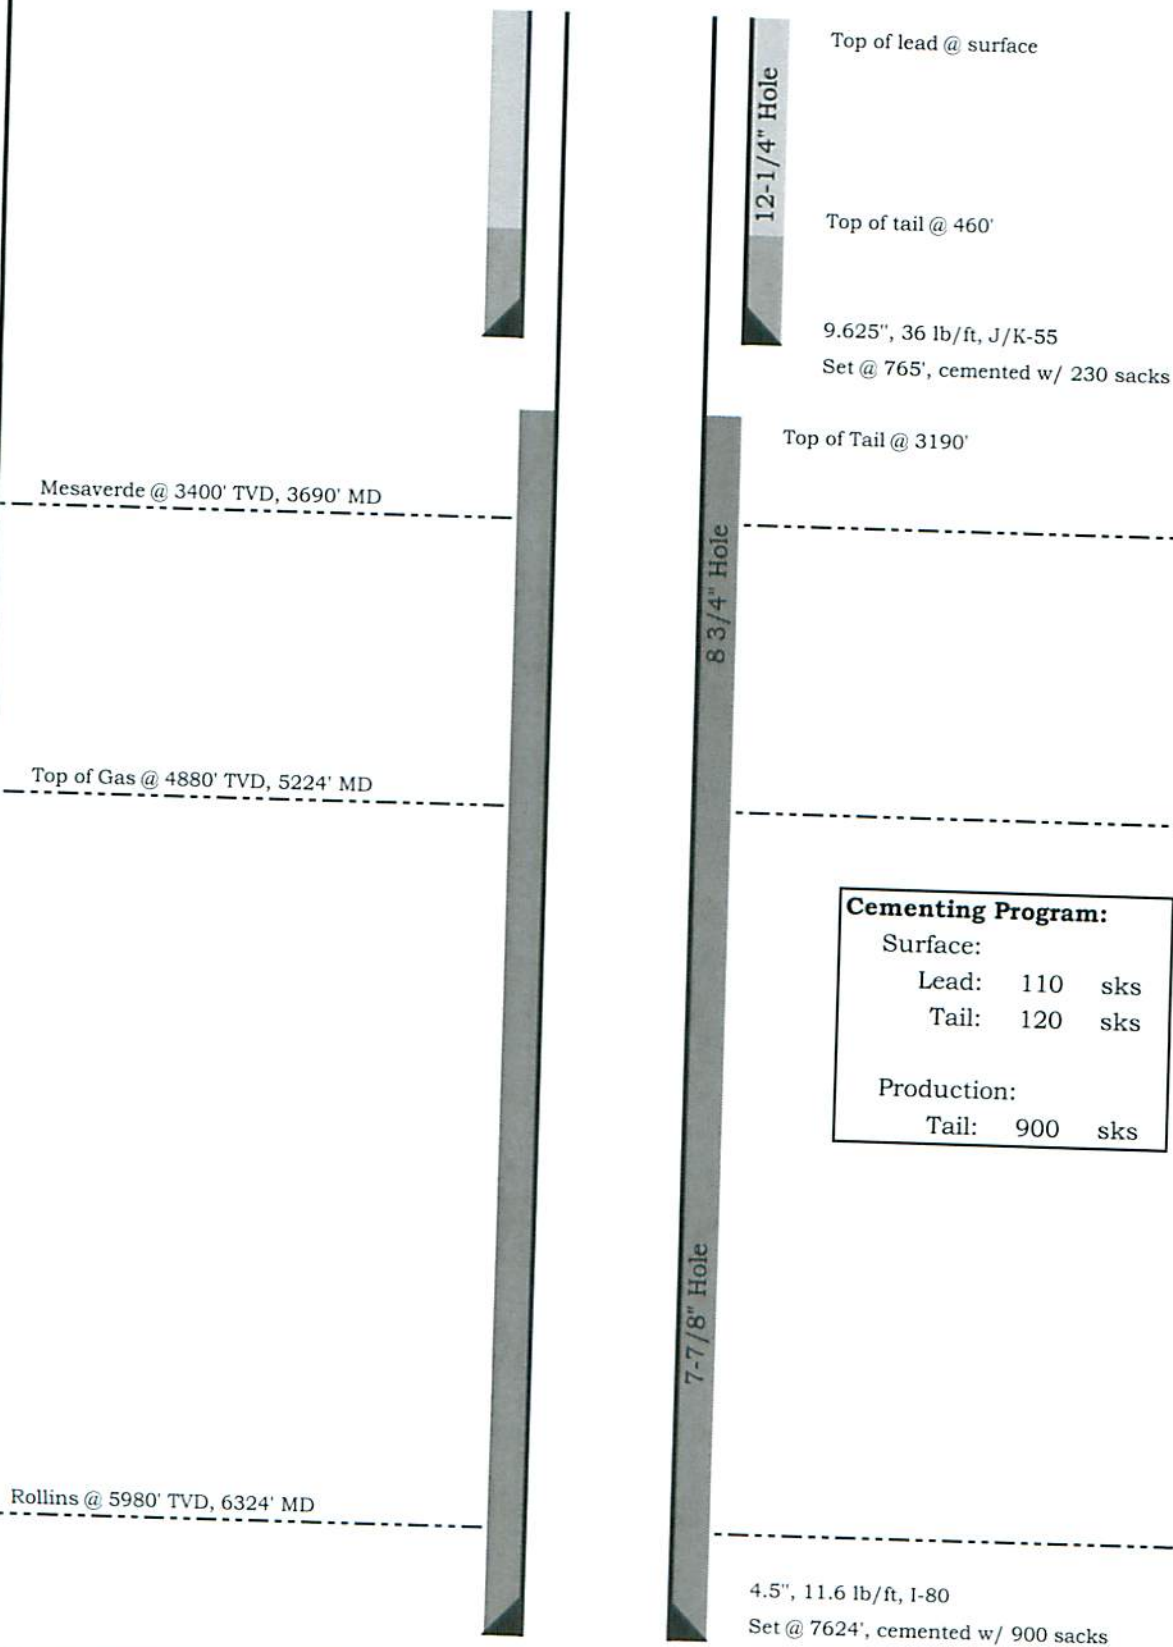 Top of lead @ surface
12-1/4" Hole
Top of tail @ 460'
9.625", 36 lb/ft, J/K-55
Set @ 765', cemented w/ 230 sacks
Top of Tail @ 3190'
Mesaverde @ 3400' TVD, 3690' MD
8 3/4" Hole
Top of Gas @ 4880' TVD, 5224' MD
Cementing Program:
Surface:
Lead: 110 sks
Tail: 120 sks
Production:
Tail: 900 sks
7-7/8" Hole
Rollins @ 5980' TVD, 6324' MD
4.5", 11.6 lb/ft, I-80
Set @ 7624', cemented w/ 900 sacks